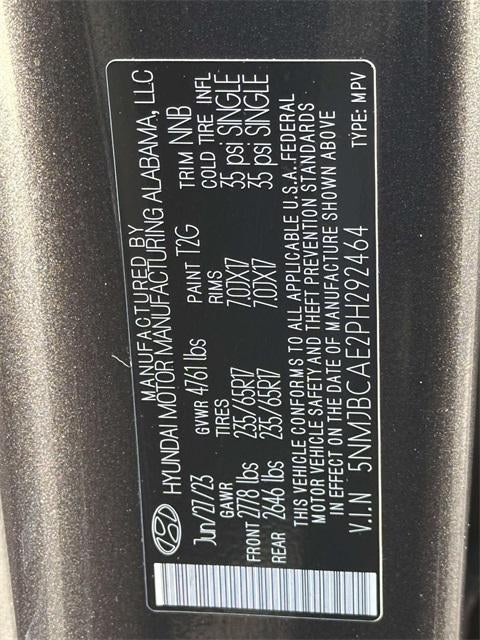 MANUFACTURED BY
HYUNDAI MOTOR MANUFACTURING ALABAMA, LLC
Jun/27/23 GVWR 4761 lbs PAINT T2G TRIM NNB
GAWR TIRES RIMS COLD TIRE INFL
FRONT 2778 lbs 235/65R17 7.0JX17 35 psi SINGLE
REAR 2646 lbs 235/65R17 7.0JX17 35 psi SINGLE
THIS VEHICLE CONFORMS TO ALL APPLICABLE U.S.A. FEDERAL
MOTOR VEHICLE SAFETY AND THEFT PREVENTION STANDARDS
IN EFFECT ON THE DATE OF MANUFACTURE SHOWN ABOVE
V.I.N 5NMJBCAE2PH292464 TYPE: MPV